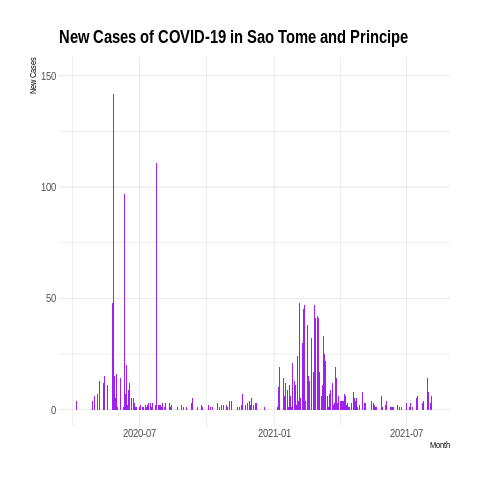 New Cases of COVID-19 in Sao Tome and Principe
New Cases
150
100
50
0
2020-07
2021-01
2021-07
Month